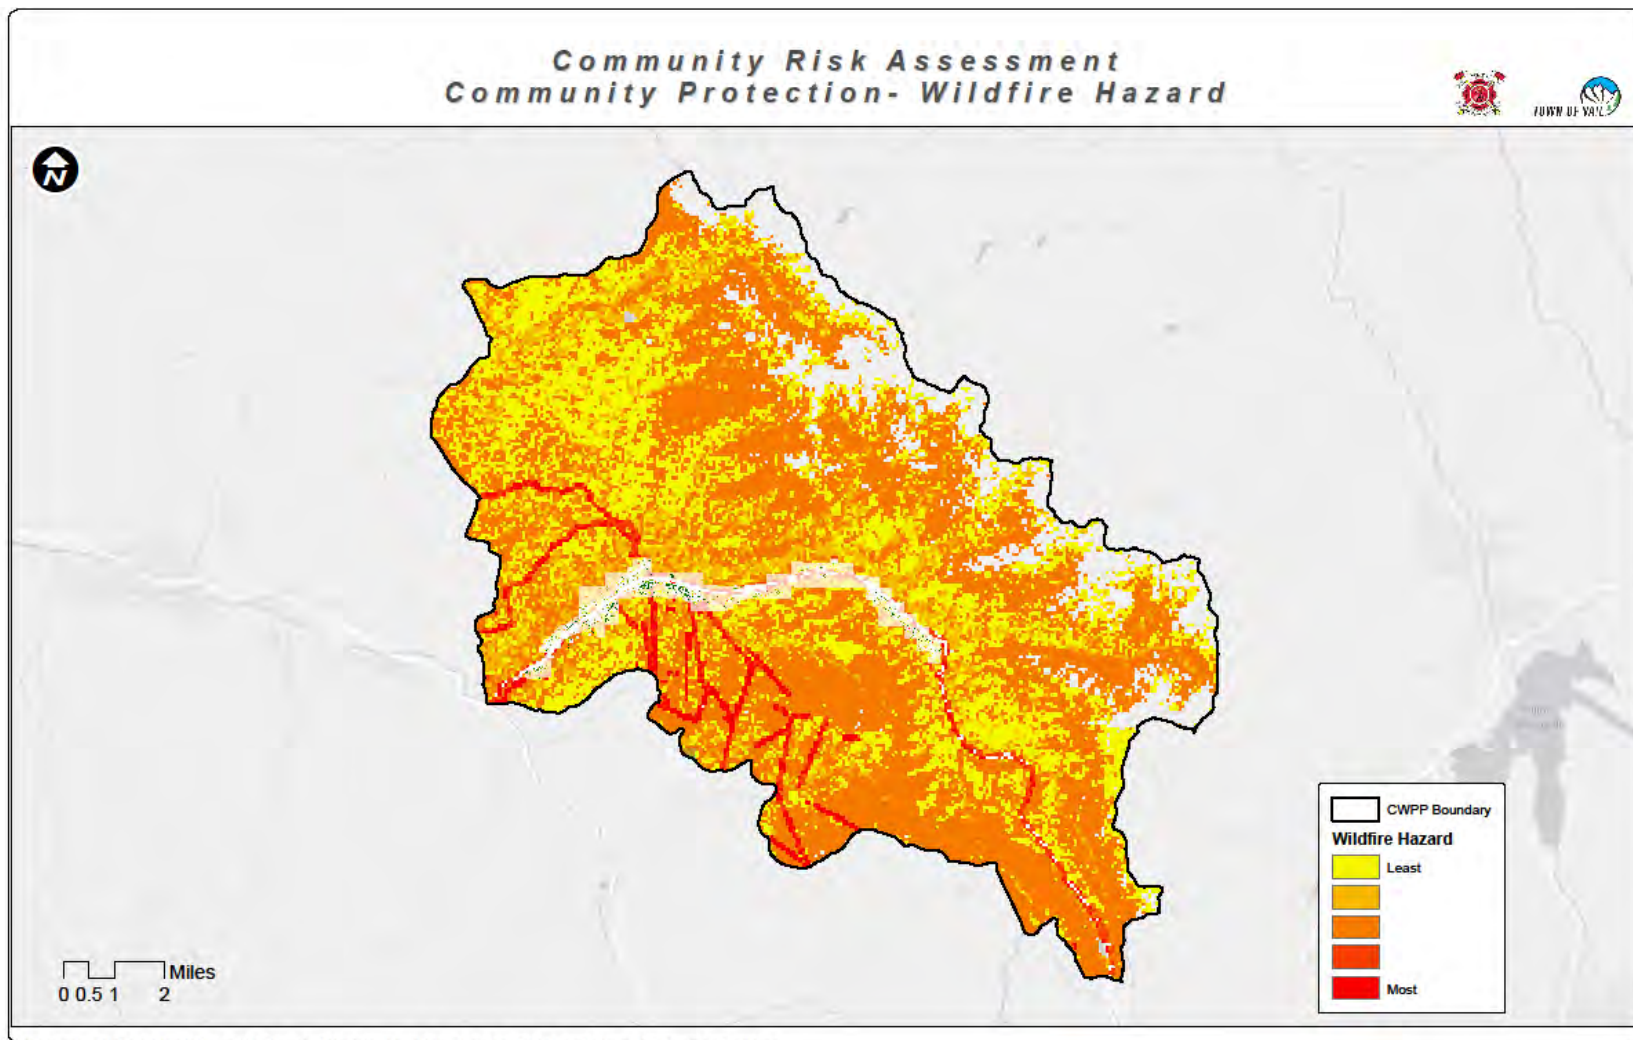 Community Risk Assessment
Community Protection- Wildfire Hazard
TOWN OF VAIL
N
CWPP Boundary
Wildfire Hazard
Least
Most
Miles
0 0.5 1 2